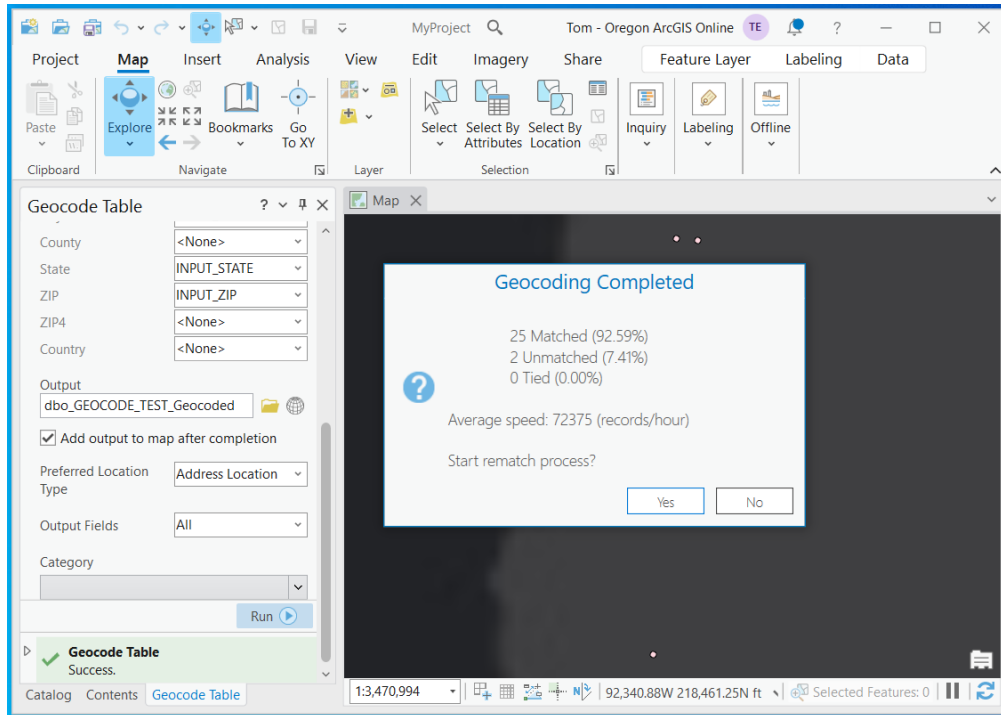 MyProject
Tom - Oregon ArcGIS Online
TE
?
Project Map Insert Analysis View Edit Imagery Share Feature Layer Labeling Data
Paste
Explore
Bookmarks
Go To XY
Select
Select By Attributes
Select By Location
Inquiry
Labeling
Offline
Clipboard Navigate Layer Selection
Geocode Table
?
Map
County <None>
State INPUT_STATE
ZIP INPUT_ZIP
ZIP4 <None>
Country <None>
Output
dbo_GEOCODE_TEST_Geocoded
Add output to map after completion
Preferred Location Type Address Location
Output Fields All
Category
Run
Geocode Table
Success.
Catalog Contents Geocode Table
Geocoding Completed
25 Matched (92.59%)
2 Unmatched (7.41%)
0 Tied (0.00%)
?
Average speed: 72375 (records/hour)
Start rematch process?
Yes No
1:3,470,994
N
92,340.88W 218,461.25N ft
Selected Features: 0